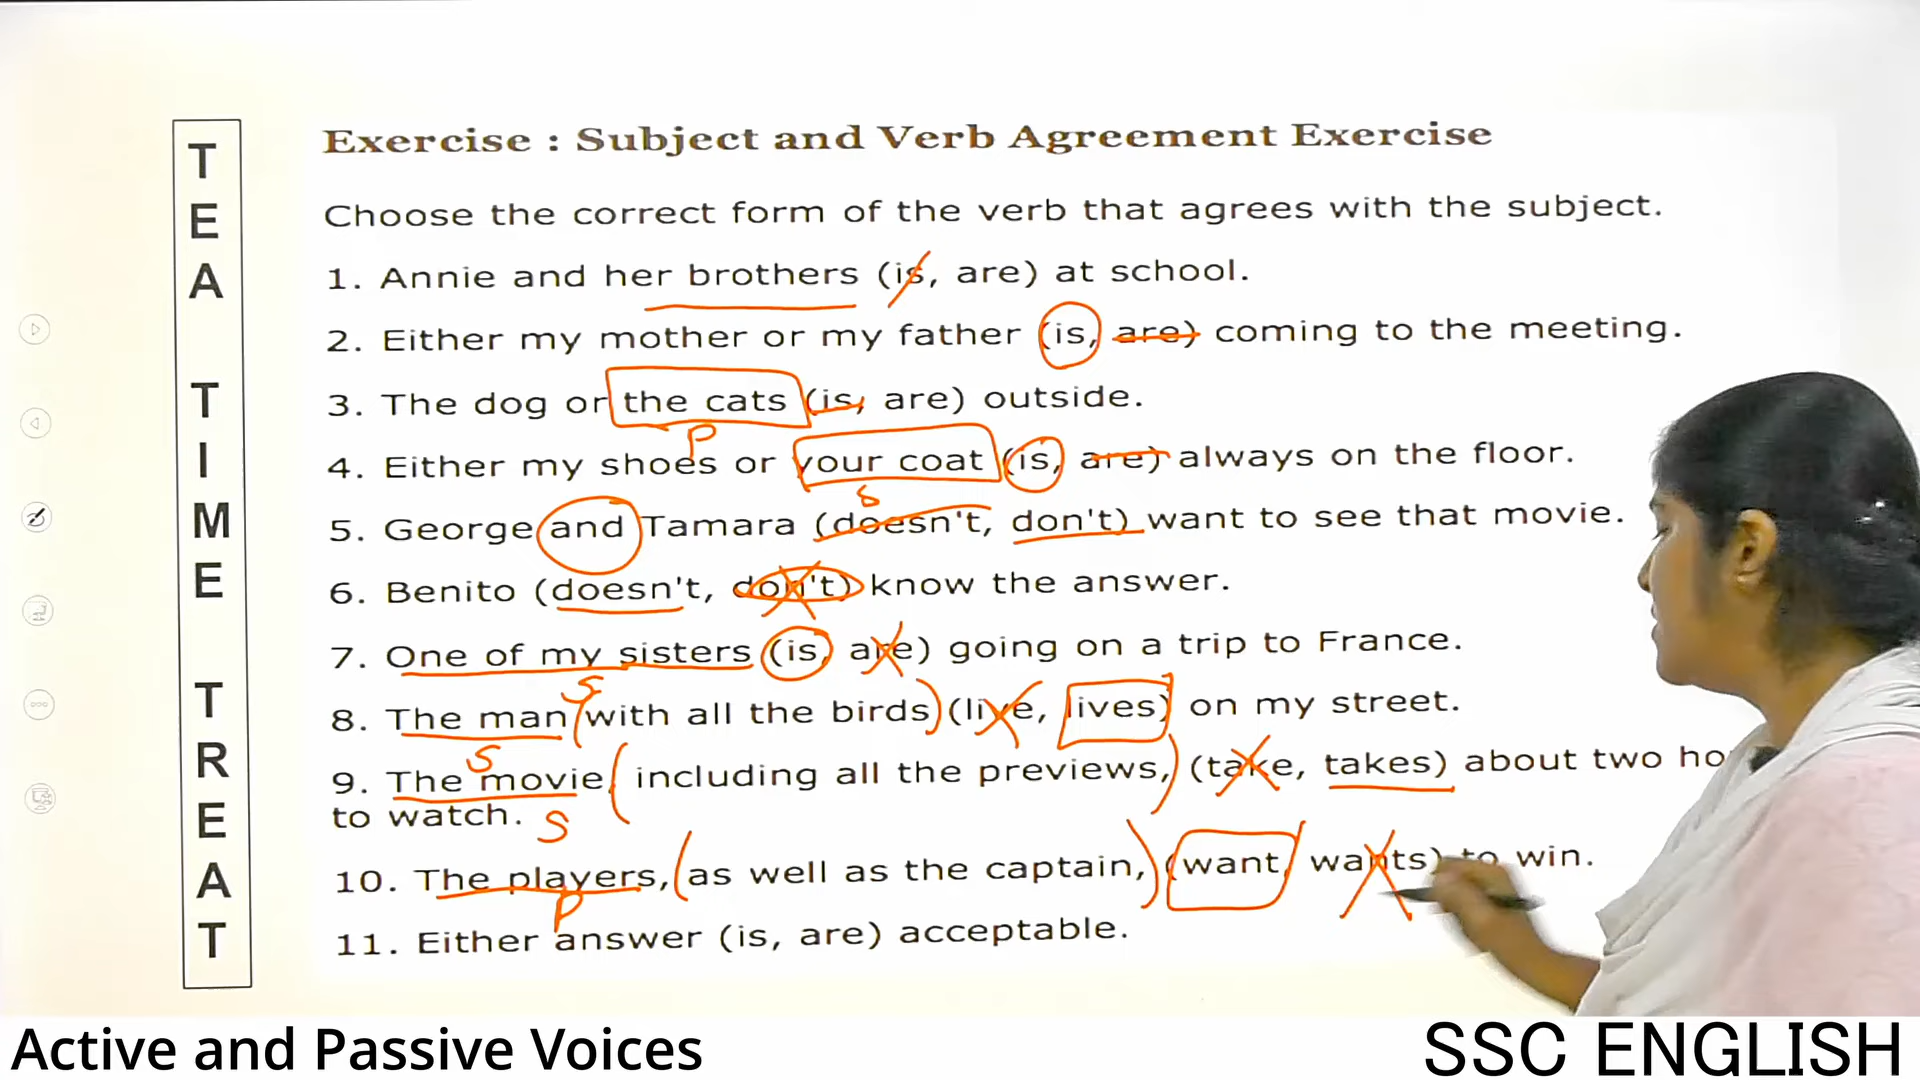 TEA TIME TREAT
Exercise : Subject and Verb Agreement Exercise
Choose the correct form of the verb that agrees with the subject.
1. Annie and her brothers (is, are) at school.
2. Either my mother or my father (is, are) coming to the meeting.
3. The dog or the cats (is, are) outside.
P
4. Either my shoes or your coat (is, are) always on the floor.
S
5. George and Tamara (doesn't, don't) want to see that movie.
6. Benito (doesn't, don't) know the answer.
7. One of my sisters (is, are) going on a trip to France.
S
8. The man with all the birds (live, lives) on my street.
S
9. The movie, including all the previews, (take, takes) about two ho
to watch.
S
10. The players, as well as the captain, (want, wants) to win.
P
11. Either answer (is, are) acceptable.
Active and Passive Voices
SSC ENGLISH